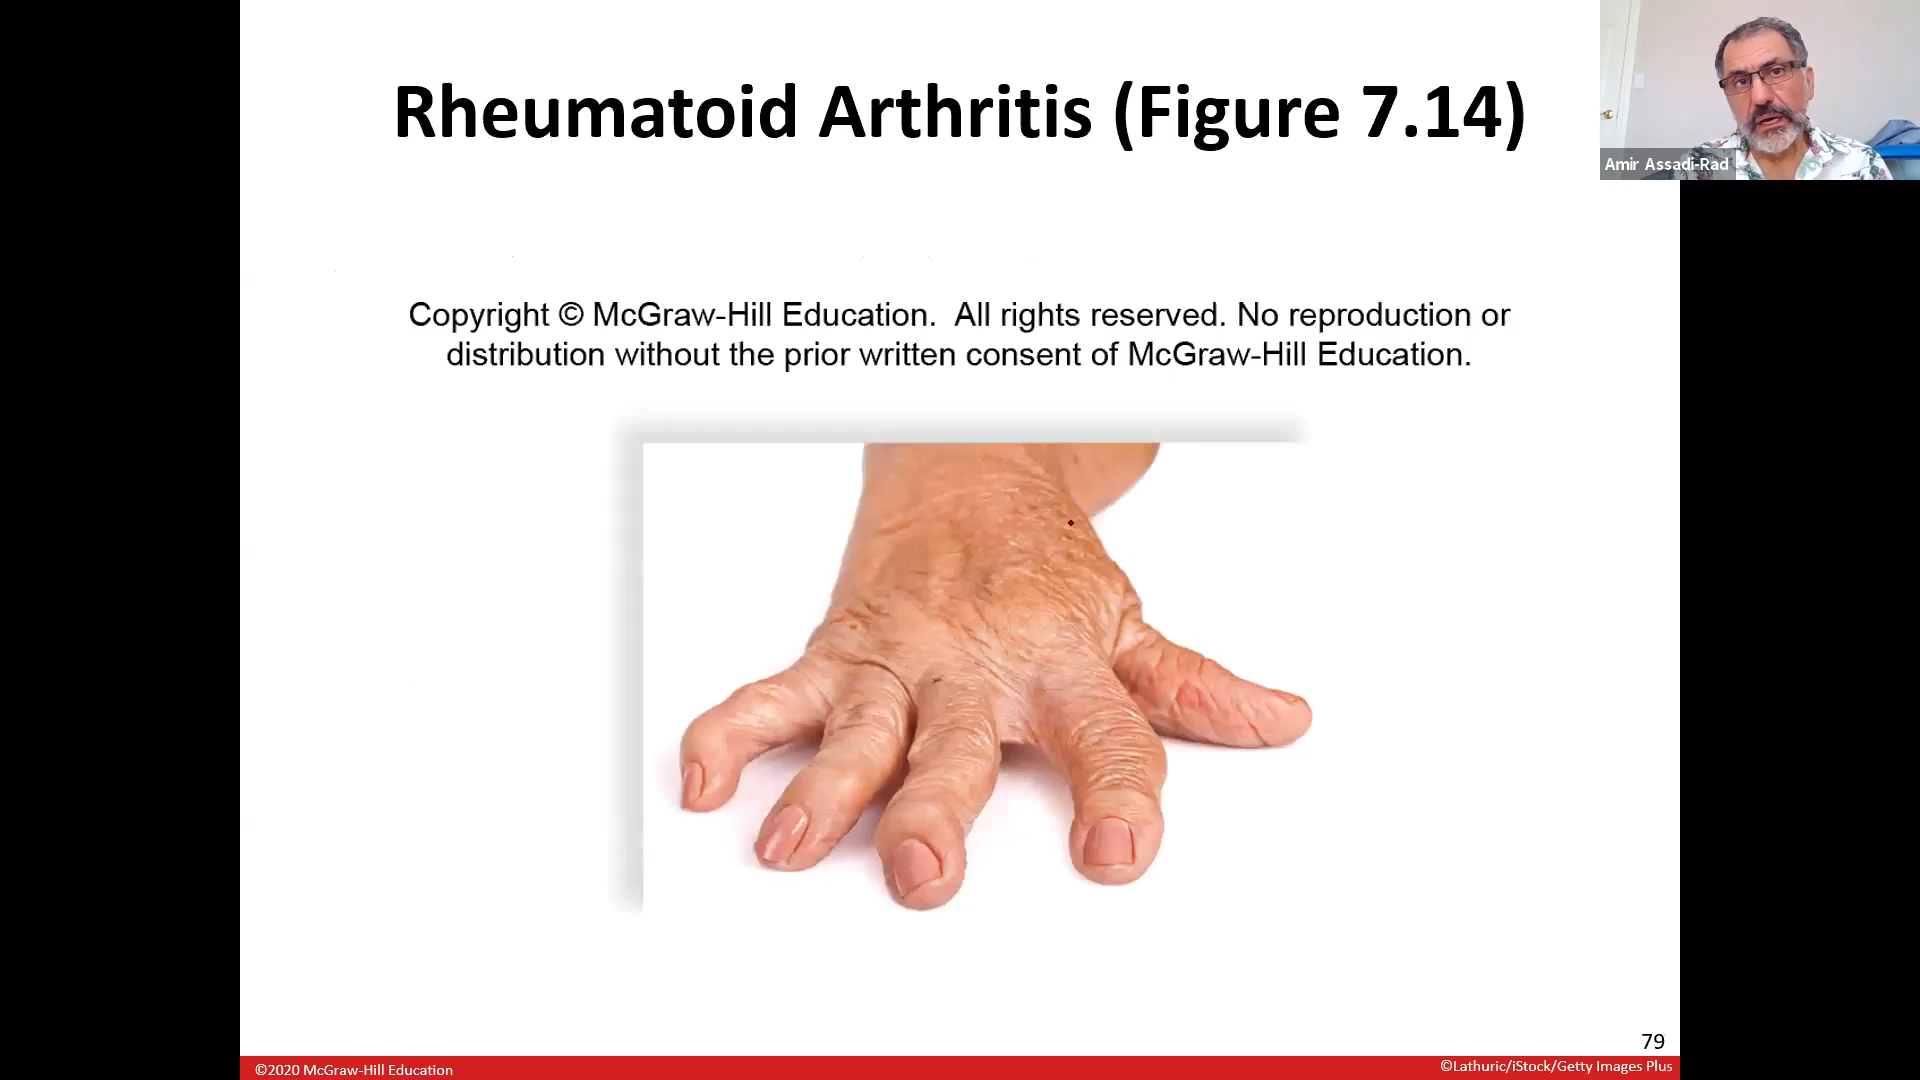 Rheumatoid Arthritis (Figure 7.14)
Amir Assadi-Rad
Copyright © McGraw-Hill Education.  All rights reserved. No reproduction or
distribution without the prior written consent of McGraw-Hill Education.
79
©2020 McGraw-Hill Education
©Lathuric/iStock/Getty Images Plus